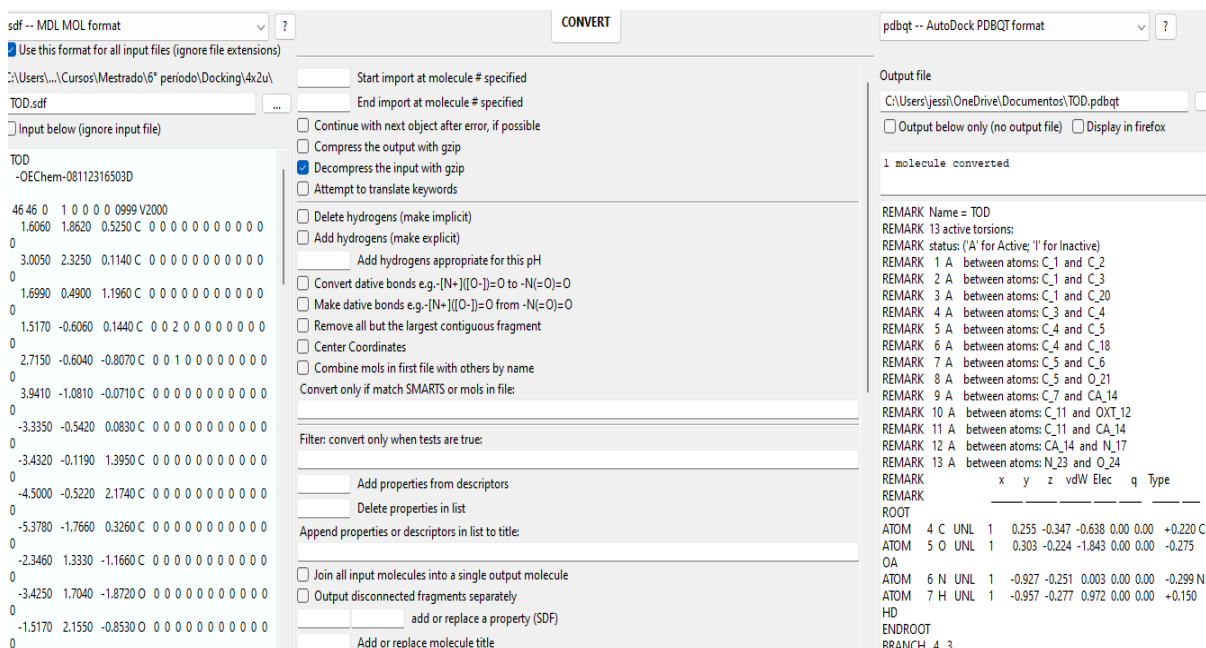 sdf -- MDL MOL format
?
Use this format for all input files (ignore file extensions)
C:\Users\...\Cursos\Mestrado\6° período\Docking\4x2u\
TOD.sdf
...
Input below (ignore input file)
TOD
-OEChem-08112316503D
46 46 0 1 0 0 0 0 0999 V2000
1.6060 1.8620 0.5250 C 0 0 0 0 0 0 0 0 0 0 0
0
3.0050 2.3250 0.1140 C 0 0 0 0 0 0 0 0 0 0 0
0
1.6990 0.4900 1.1960 C 0 0 0 0 0 0 0 0 0 0 0
0
1.5170 -0.6060 0.1440 C 0 0 2 0 0 0 0 0 0 0 0
0
2.7150 -0.6040 -0.8070 C 0 0 1 0 0 0 0 0 0 0 0
0
3.9410 -1.0810 -0.0710 C 0 0 0 0 0 0 0 0 0 0 0
0
-3.3350 -0.5420 0.0830 C 0 0 0 0 0 0 0 0 0 0 0
0
-3.4320 -0.1190 1.3950 C 0 0 0 0 0 0 0 0 0 0 0
0
-4.5000 -0.5220 2.1740 C 0 0 0 0 0 0 0 0 0 0 0
0
-5.3780 -1.7660 0.3260 C 0 0 0 0 0 0 0 0 0 0 0
0
-2.3460 1.3330 -1.1660 C 0 0 0 0 0 0 0 0 0 0 0
0
-3.4250 1.7040 -1.8720 O 0 0 0 0 0 0 0 0 0 0 0
0
-1.5170 2.1550 -0.8530 O 0 0 0 0 0 0 0 0 0 0 0
0
CONVERT
Start import at molecule # specified
End import at molecule # specified
Continue with next object after error, if possible
Compress the output with gzip
Decompress the input with gzip
Attempt to translate keywords
Delete hydrogens (make implicit)
Add hydrogens (make explicit)
Add hydrogens appropriate for this pH
Convert dative bonds e.g.-[N+]([O-])=O to -N(=O)=O
Make dative bonds e.g.-[N+]([O-])=O from -N(=O)=O
Remove all but the largest contiguous fragment
Center Coordinates
Combine mols in first file with others by name
Convert only if match SMARTS or mols in file:
Filter: convert only when tests are true:
Add properties from descriptors
Delete properties in list
Append properties or descriptors in list to title:
Join all input molecules into a single output molecule
Output disconnected fragments separately
add or replace a property (SDF)
Add or replace molecule title
pdbqt -- AutoDock PDBQT format
?
Output file
C:\Users\jessi\OneDrive\Documentos\TOD.pdbqt
Output below only (no output file) Display in firefox
1 molecule converted
REMARK Name = TOD
REMARK 13 active torsions:
REMARK status: ('A' for Active; 'I' for Inactive)
REMARK 1 A between atoms: C_1 and C_2
REMARK 2 A between atoms: C_1 and C_3
REMARK 3 A between atoms: C_1 and C_20
REMARK 4 A between atoms: C_3 and C_4
REMARK 5 A between atoms: C_4 and C_5
REMARK 6 A between atoms: C_4 and C_18
REMARK 7 A between atoms: C_5 and C_6
REMARK 8 A between atoms: C_5 and O_21
REMARK 9 A between atoms: C_7 and CA_14
REMARK 10 A between atoms: C_11 and OXT_12
REMARK 11 A between atoms: C_11 and CA_14
REMARK 12 A between atoms: CA_14 and N_17
REMARK 13 A between atoms: N_23 and O_24
REMARK x y z vdW Elec q Type
REMARK _____ _____ _____ _____ _____ _____ _____
ROOT
ATOM 4 C UNL 1 0.255 -0.347 -0.638 0.00 0.00 +0.220 C
ATOM 5 O UNL 1 0.303 -0.224 -1.843 0.00 0.00 -0.275
OA
ATOM 6 N UNL 1 -0.927 -0.251 0.003 0.00 0.00 -0.299 N
ATOM 7 H UNL 1 -0.957 -0.277 0.972 0.00 0.00 +0.150
HD
ENDROOT
BRANCH 4 3